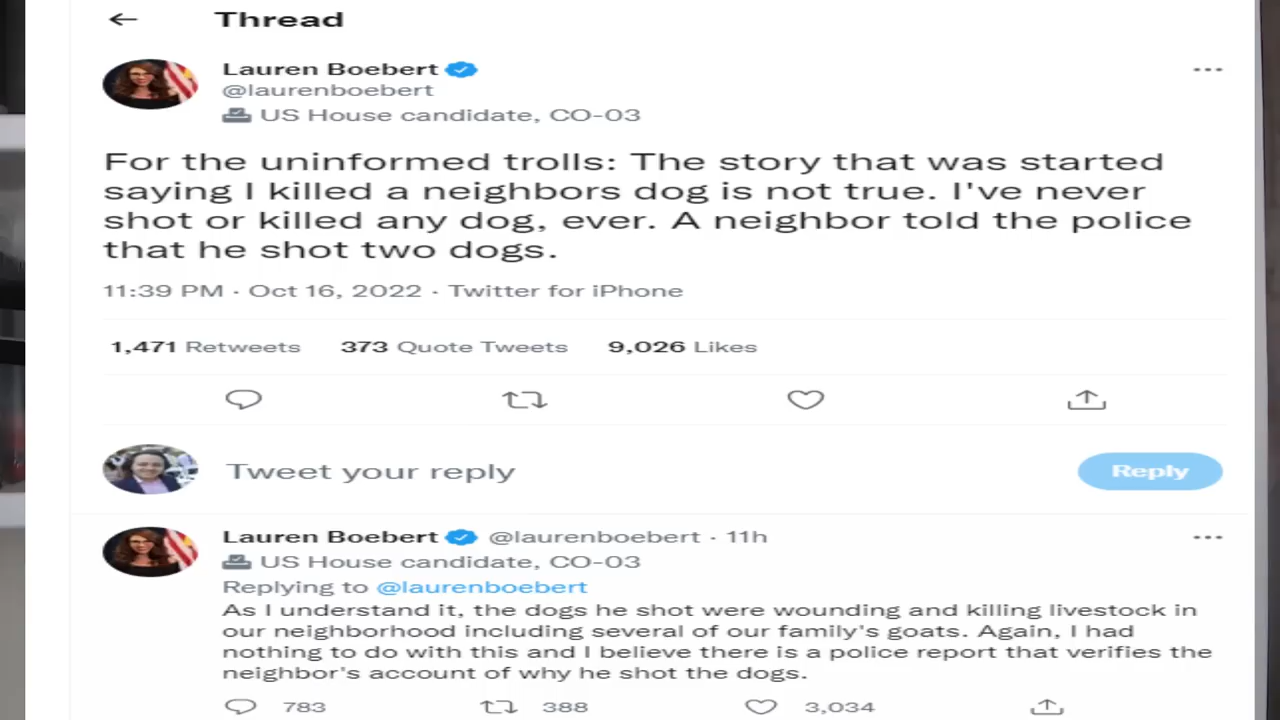 Thread
Lauren Boebert
@laurenboebert
US House candidate, CO-03
For the uninformed trolls: The story that was started
saying I killed a neighbors dog is not true. I've never
shot or killed any dog, ever. A neighbor told the police
that he shot two dogs.
11:39 PM · Oct 16, 2022 · Twitter for iPhone
1,471 Retweets 373 Quote Tweets 9,026 Likes
Tweet your reply
Reply
Lauren Boebert @laurenboebert · 11h
US House candidate, CO-03
Replying to @laurenboebert
As I understand it, the dogs he shot were wounding and killing livestock in
our neighborhood including several of our family's goats. Again, I had
nothing to do with this and I believe there is a police report that verifies the
neighbor's account of why he shot the dogs.
783 388 3,034